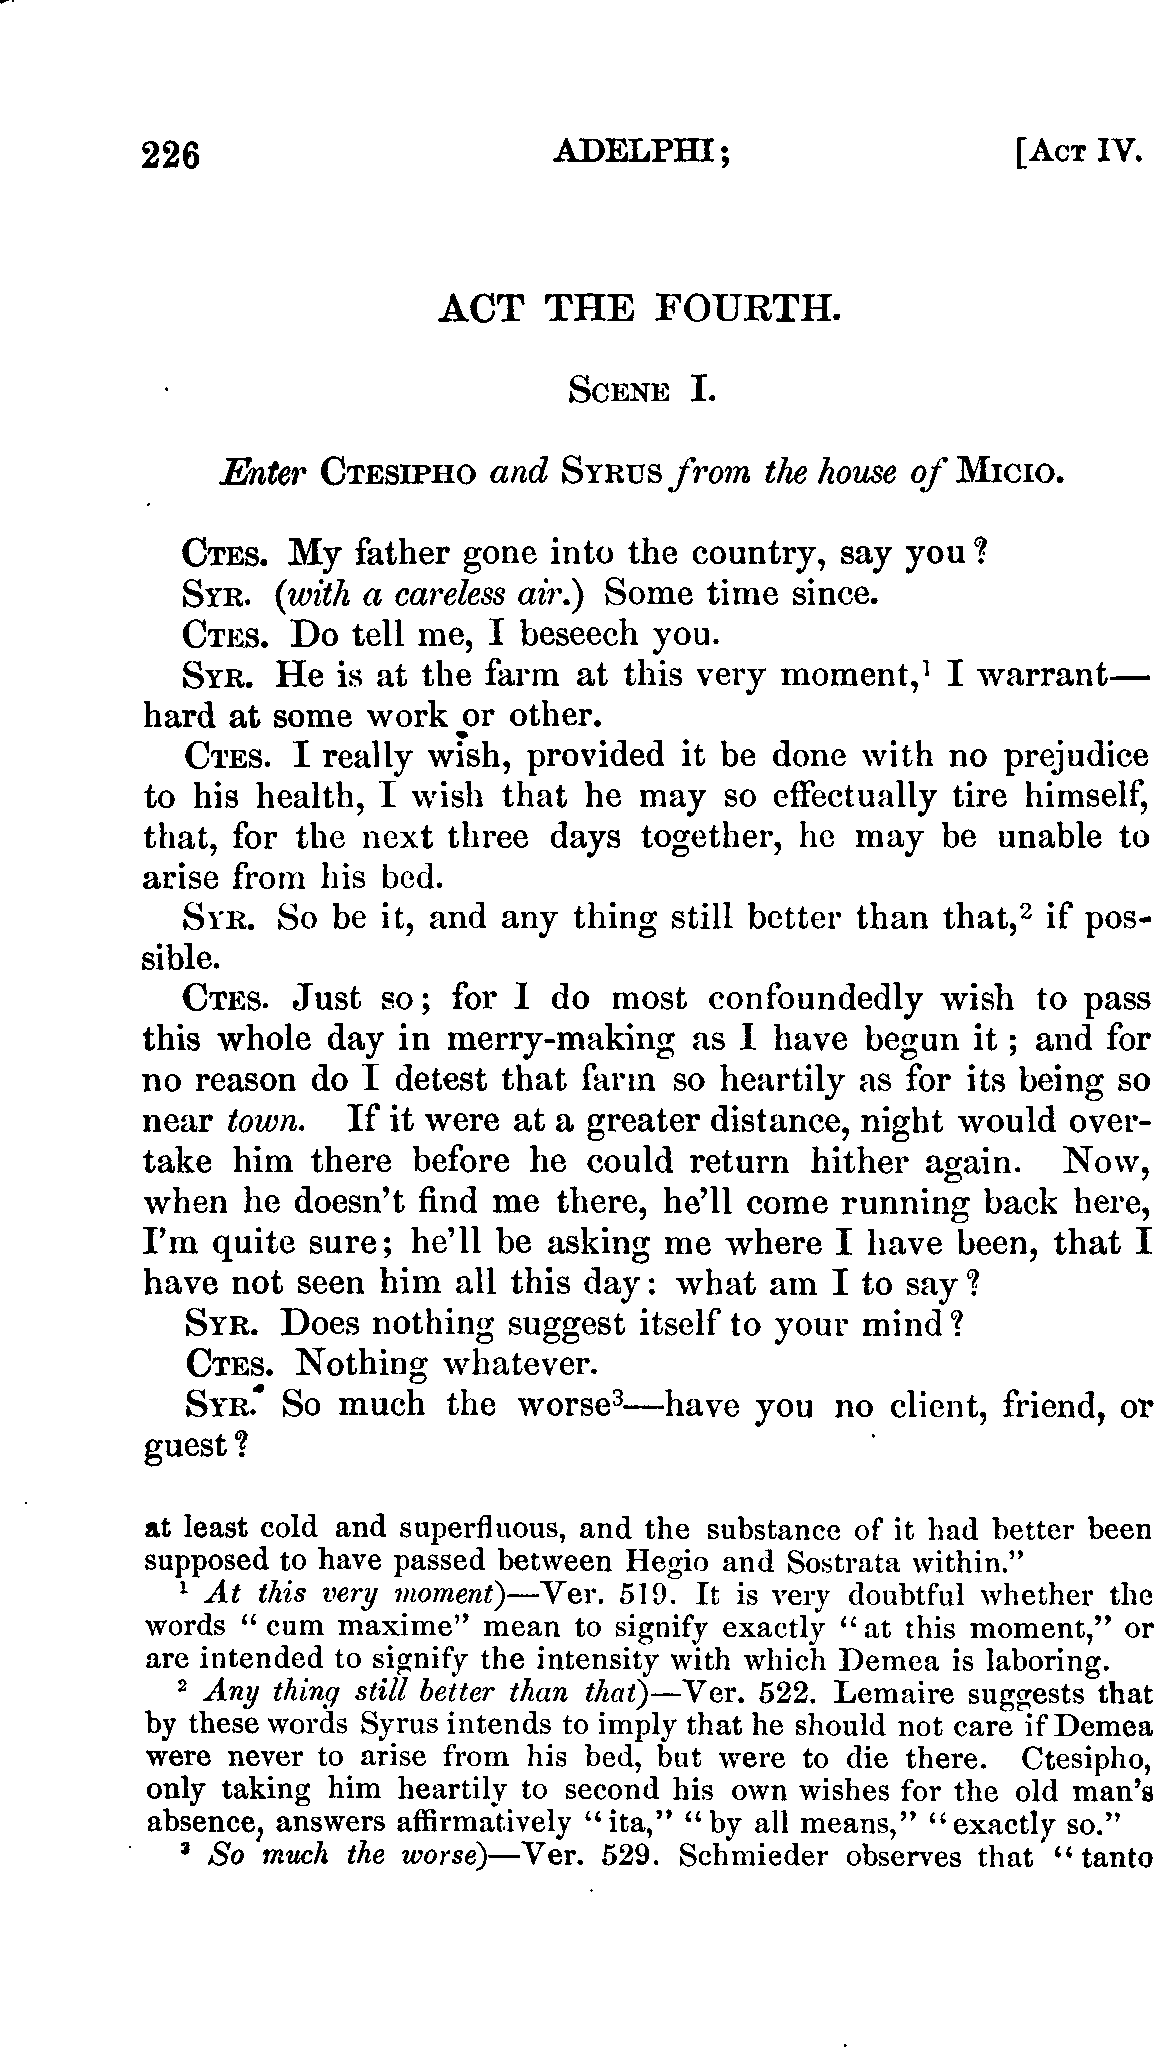 226 ADELPHI; [ACT IV.
ACT THE FOURTH.
SCENE I.
Enter CTESIPHO and SYRUS from the house of MICIO.
CTES. My father gone into the country, say you?
SYR. (with a careless air.) Some time since.
CTES. Do tell me, I beseech you.
SYR. He is at the farm at this very moment,¹ I warrant—
hard at some work or other.
CTES. I really wish, provided it be done with no prejudice
to his health, I wish that he may so effectually tire himself,
that, for the next three days together, he may be unable to
arise from his bed.
SYR. So be it, and any thing still better than that,² if pos-
sible.
CTES. Just so; for I do most confoundedly wish to pass
this whole day in merry-making as I have begun it; and for
no reason do I detest that farm so heartily as for its being so
near town. If it were at a greater distance, night would over-
take him there before he could return hither again. Now,
when he doesn't find me there, he'll come running back here,
I'm quite sure; he'll be asking me where I have been, that I
have not seen him all this day: what am I to say?
SYR. Does nothing suggest itself to your mind?
CTES. Nothing whatever.
SYR. So much the worse³—have you no client, friend, or
guest?
at least cold and superfluous, and the substance of it had better been
supposed to have passed between Hegio and Sostrata within."
¹ At this very moment)—Ver. 519. It is very doubtful whether the
words "cum maxime" mean to signify exactly "at this moment," or
are intended to signify the intensity with which Demea is laboring.
² Any thing still better than that)—Ver. 522. Lemaire suggests that
by these words Syrus intends to imply that he should not care if Demea
were never to arise from his bed, but were to die there. Ctesipho,
only taking him heartily to second his own wishes for the old man's
absence, answers affirmatively "ita," "by all means," "exactly so."
³ So much the worse)—Ver. 529. Schmieder observes that "tanto